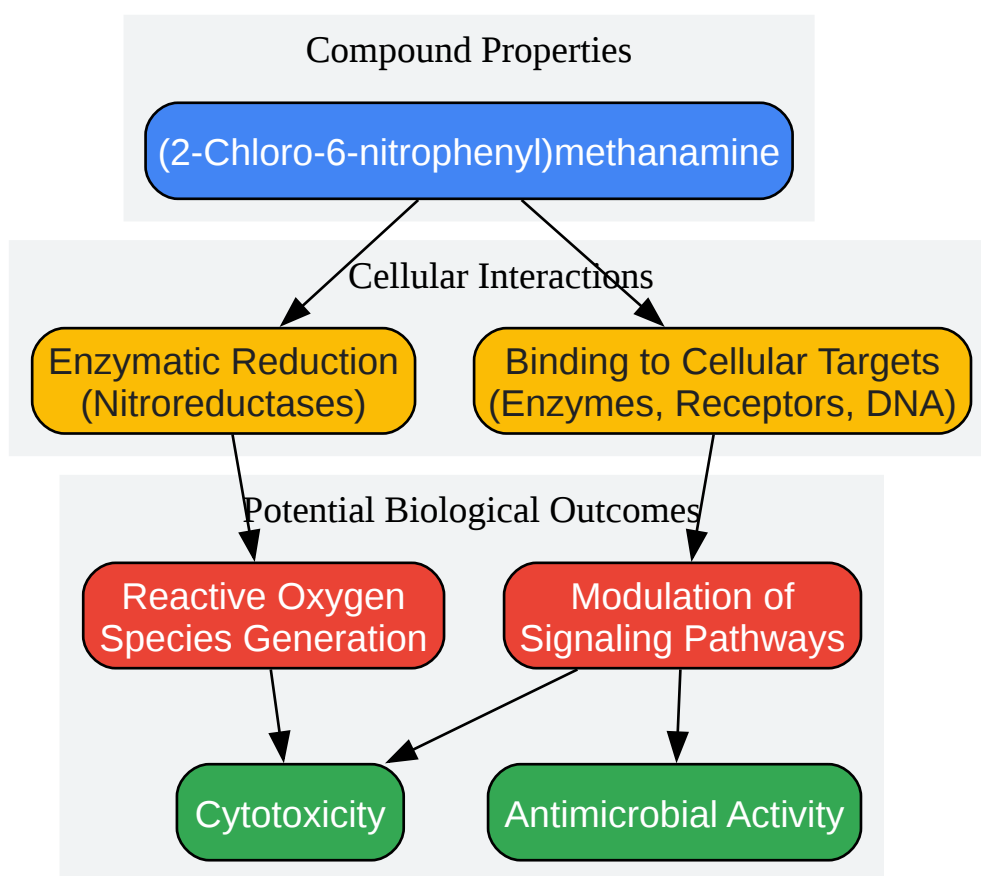 Compound Properties
(2-Chloro-6-nitrophenyl)methanamine
Cellular Interactions
Enzymatic Reduction
(Nitroreductases)
Binding to Cellular Targets
(Enzymes, Receptors, DNA)
Potential Biological Outcomes
Reactive Oxygen
Species Generation
Modulation of
Signaling Pathways
Cytotoxicity
Antimicrobial Activity